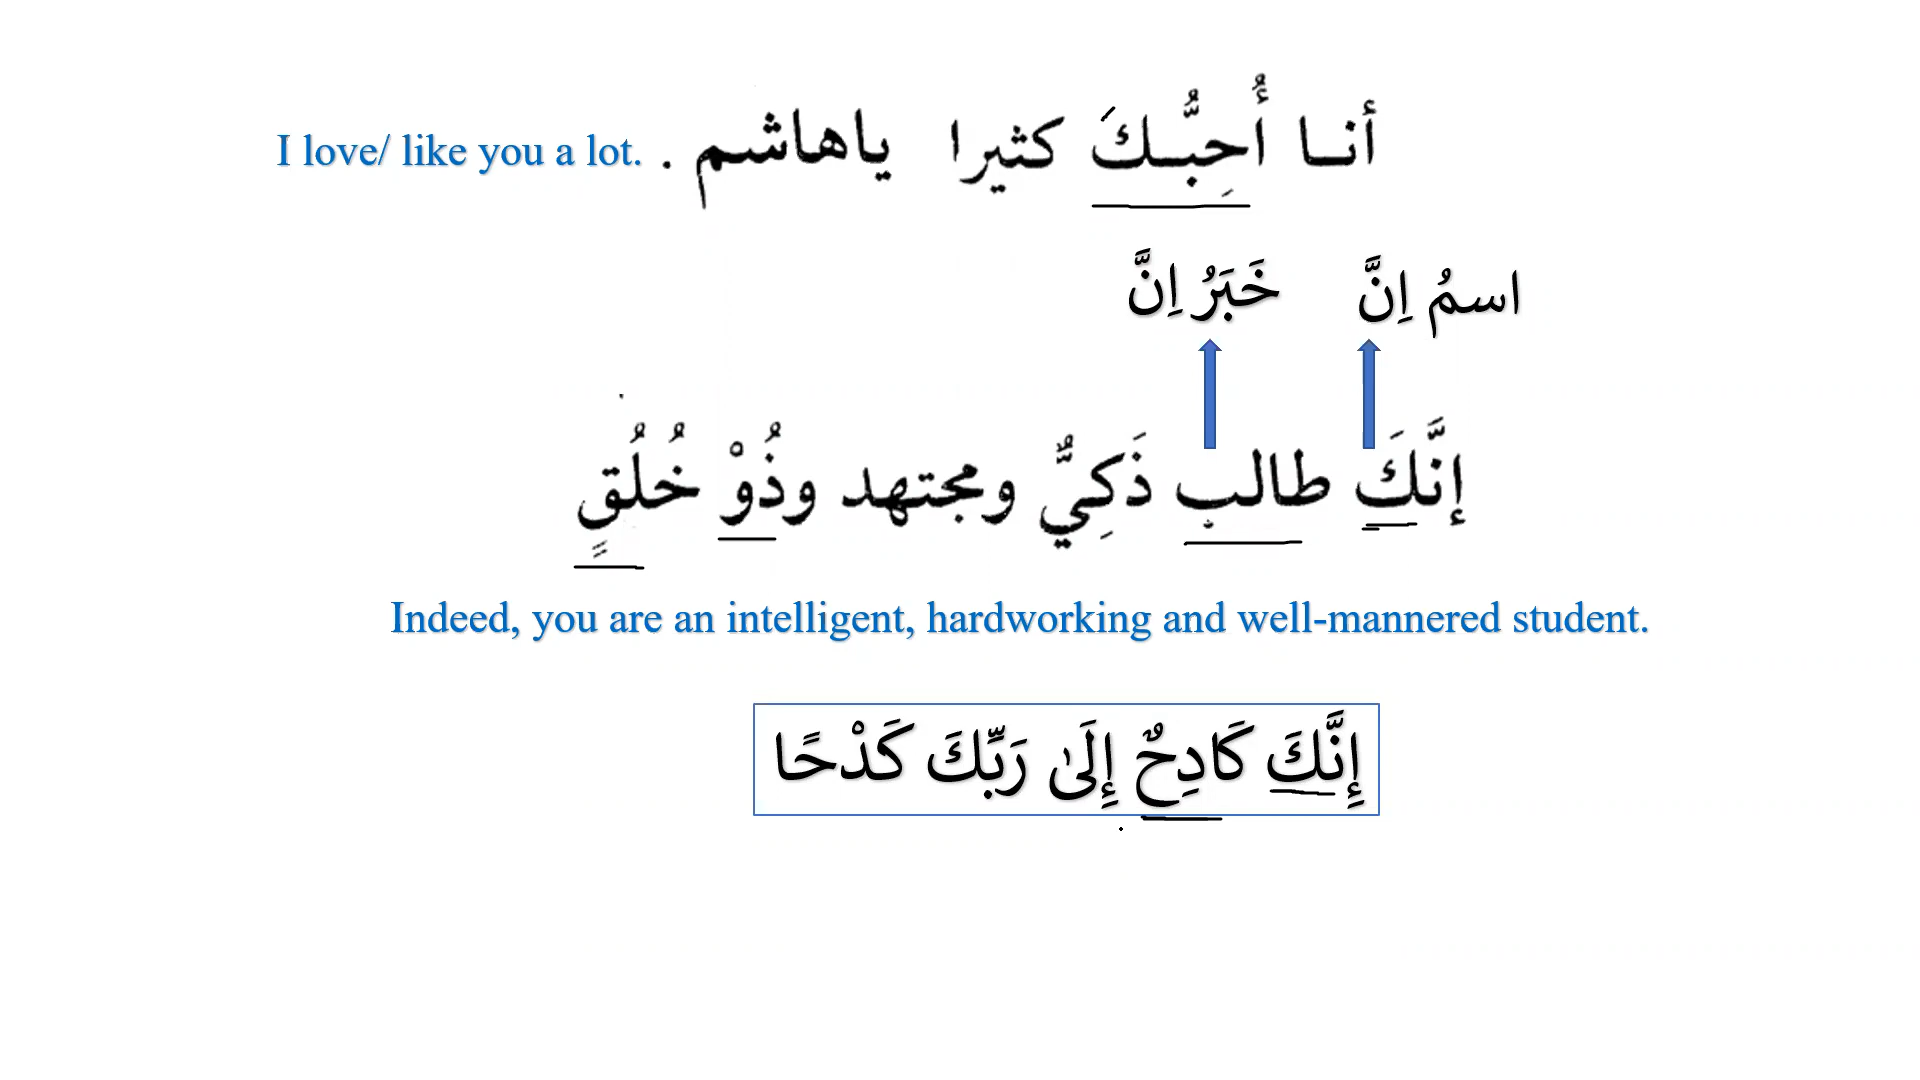 أنا أُحِبُّكَ كثيرا ياهاشم . I love/ like you a lot.
اسمُ اِنَّ خَبَرُ اِنَّ
إنَّكَ طالب ذَكِيٌّ ومجتهد وذُوْ خُلُقٍ
Indeed, you are an intelligent, hardworking and well-mannered student.
إِنَّكَ كَادِحٌ إِلَىٰ رَبِّكَ كَدْحًا